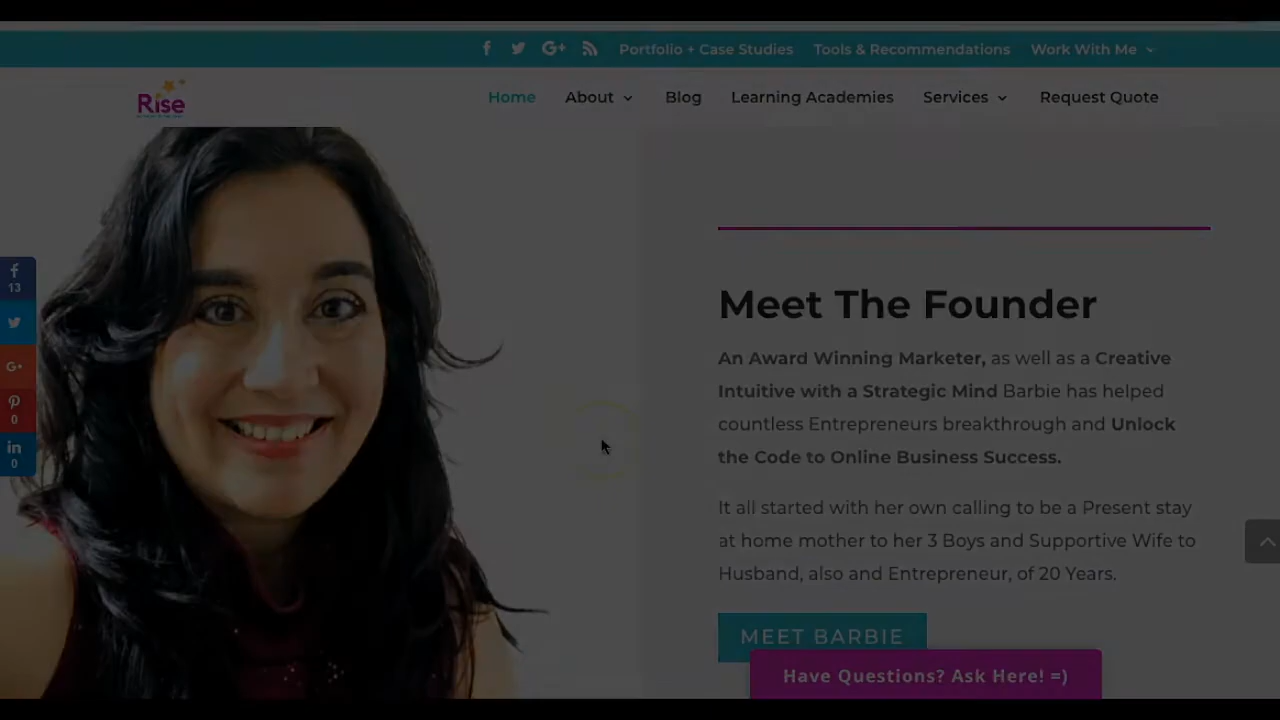 Portfolio + Case Studies Tools & Recommendations Work With Me
Rise
Home About Blog Learning Academies Services Request Quote
13
0
0
Meet The Founder
An Award Winning Marketer, as well as a Creative
Intuitive with a Strategic Mind Barbie has helped
countless Entrepreneurs breakthrough and Unlock
the Code to Online Business Success.
It all started with her own calling to be a Present stay
at home mother to her 3 Boys and Supportive Wife to
Husband, also and Entrepreneur, of 20 Years.
MEET BARBIE
Have Questions? Ask Here! =)